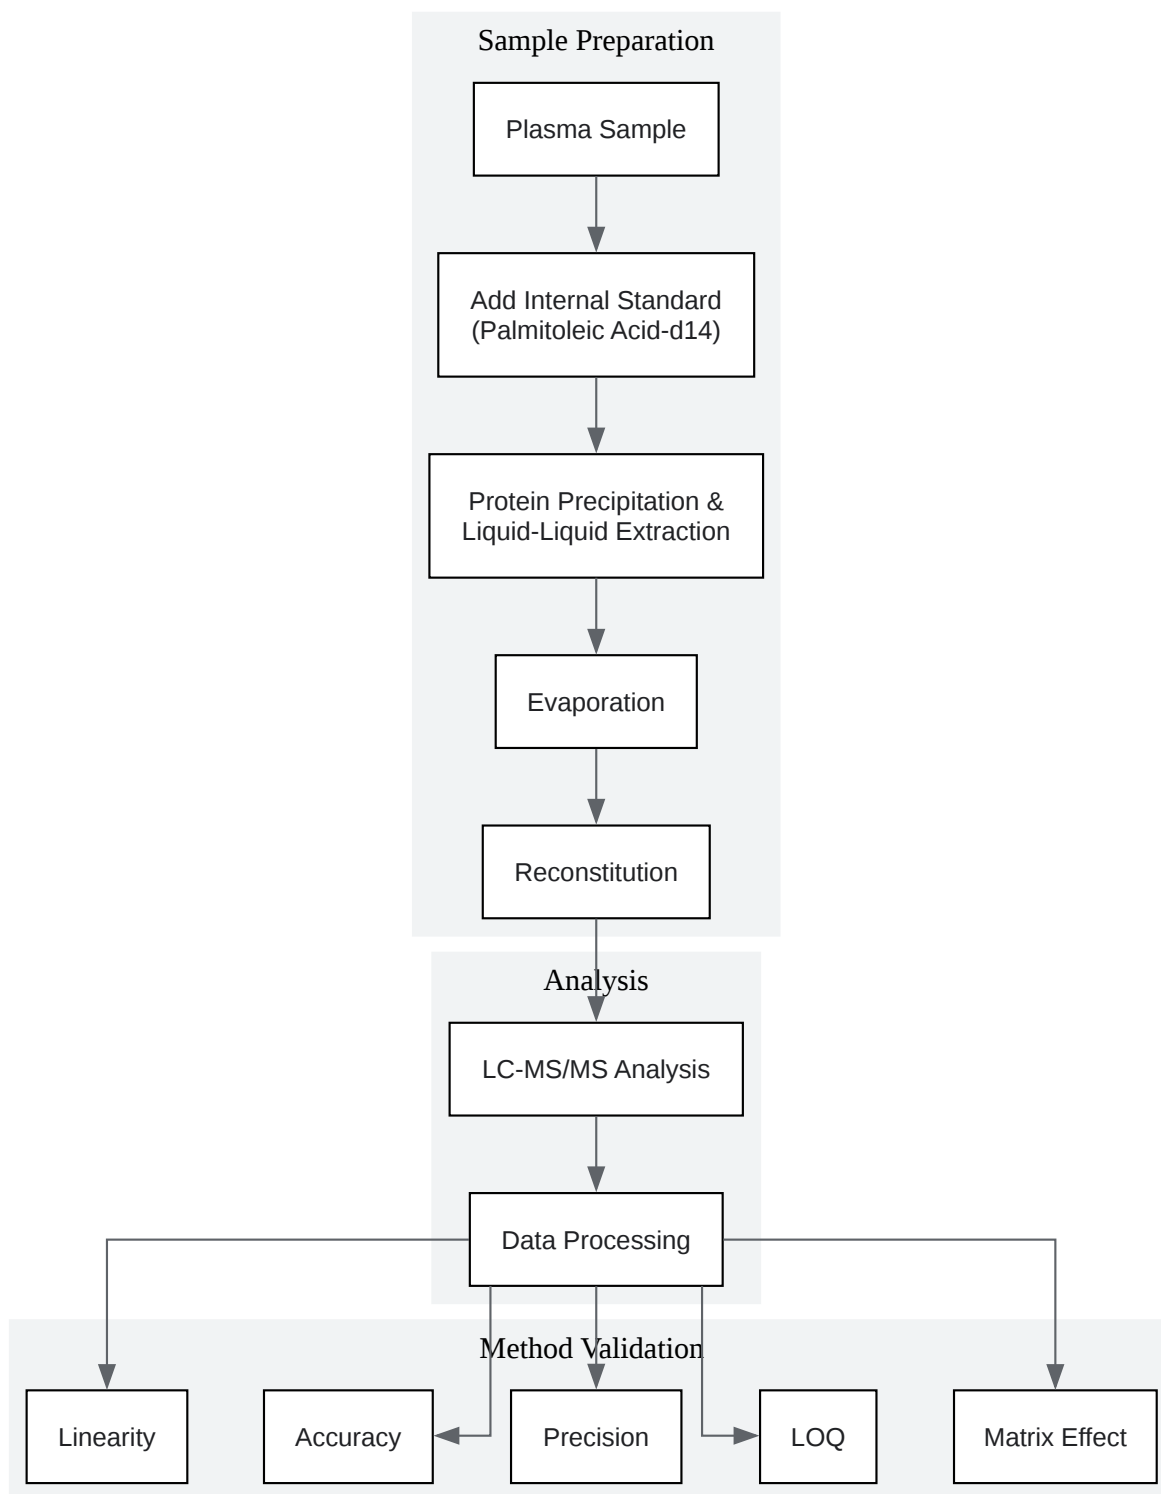 Sample Preparation
Plasma Sample
Add Internal Standard
(Palmitoleic Acid-d14)
Protein Precipitation &
Liquid-Liquid Extraction
Evaporation
Reconstitution
Analysis
LC-MS/MS Analysis
Data Processing
Method Validation
Linearity
Accuracy
Precision
LOQ
Matrix Effect